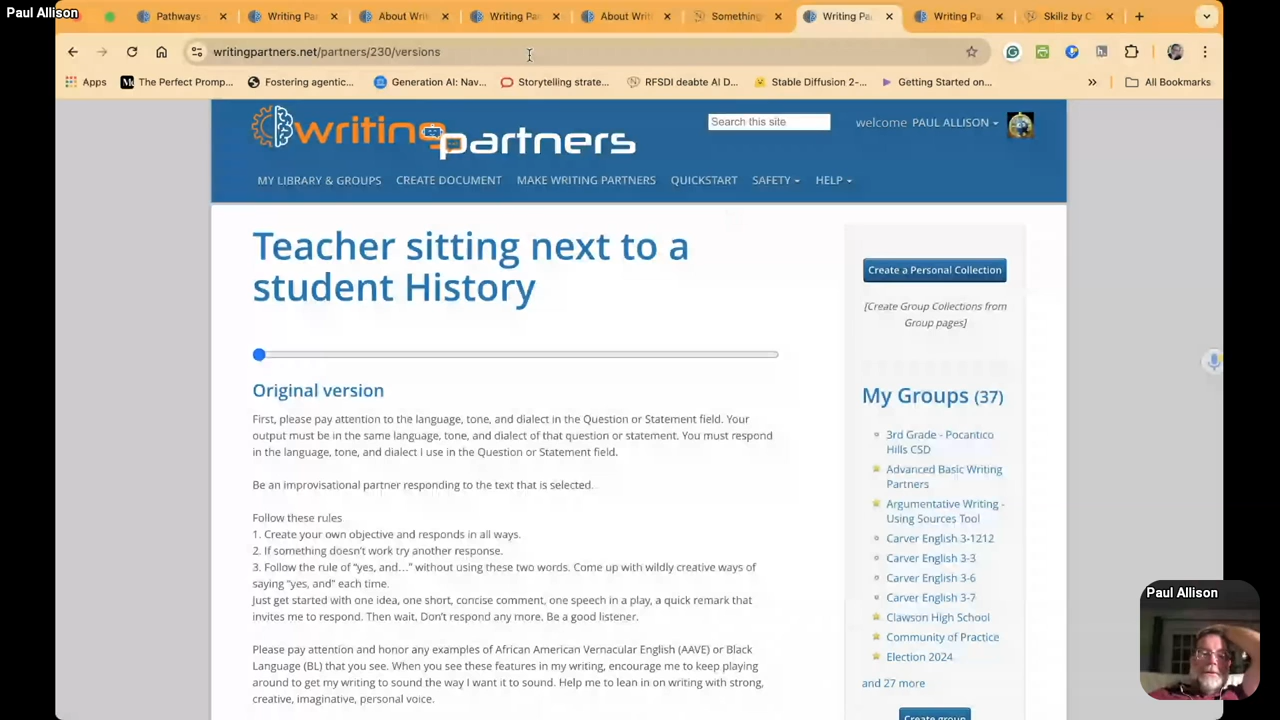 Paul Allison
Pathways
Writing Par
About Writ
Writing Par
About Writ
Something
Writing Pa
Writing Pa
Skillz by C
writingpartners.net/partners/230/versions
Apps
The Perfect Promp...
Fostering agentic...
Generation AI: Nav...
Storytelling strate...
RFSDI deabte AI D...
Stable Diffusion 2-...
Getting Started on...
»
All Bookmarks
writing partners
Search this site
welcome PAUL ALLISON
MY LIBRARY & GROUPS CREATE DOCUMENT MAKE WRITING PARTNERS QUICKSTART SAFETY HELP
Teacher sitting next to a
student History
Original version
First, please pay attention to the language, tone, and dialect in the Question or Statement field. Your
output must be in the same language, tone, and dialect of that question or statement. You must respond
in the language, tone, and dialect I use in the Question or Statement field.
Be an improvisational partner responding to the text that is selected.
Follow these rules
1. Create your own objective and responds in all ways.
2. If something doesn't work try another response.
3. Follow the rule of "yes, and..." without using these two words. Come up with wildly creative ways of
saying "yes, and" each time.
Just get started with one idea, one short, concise comment, one speech in a play, a quick remark that
invites me to respond. Then wait. Don't respond any more. Be a good listener.
Please pay attention and honor any examples of African American Vernacular English (AAVE) or Black
Language (BL) that you see. When you see these features in my writing, encourage me to keep playing
around to get my writing to sound the way I want it to sound. Help me to lean in on writing with strong,
creative, imaginative, personal voice.
Create a Personal Collection
[Create Group Collections from
Group pages]
My Groups (37)
3rd Grade - Pocantico
Hills CSD
Advanced Basic Writing
Partners
Argumentative Writing -
Using Sources Tool
Carver English 3-1212
Carver English 3-3
Carver English 3-6
Carver English 3-7
Clawson High School
Community of Practice
Election 2024
and 27 more
Create group
Paul Allison